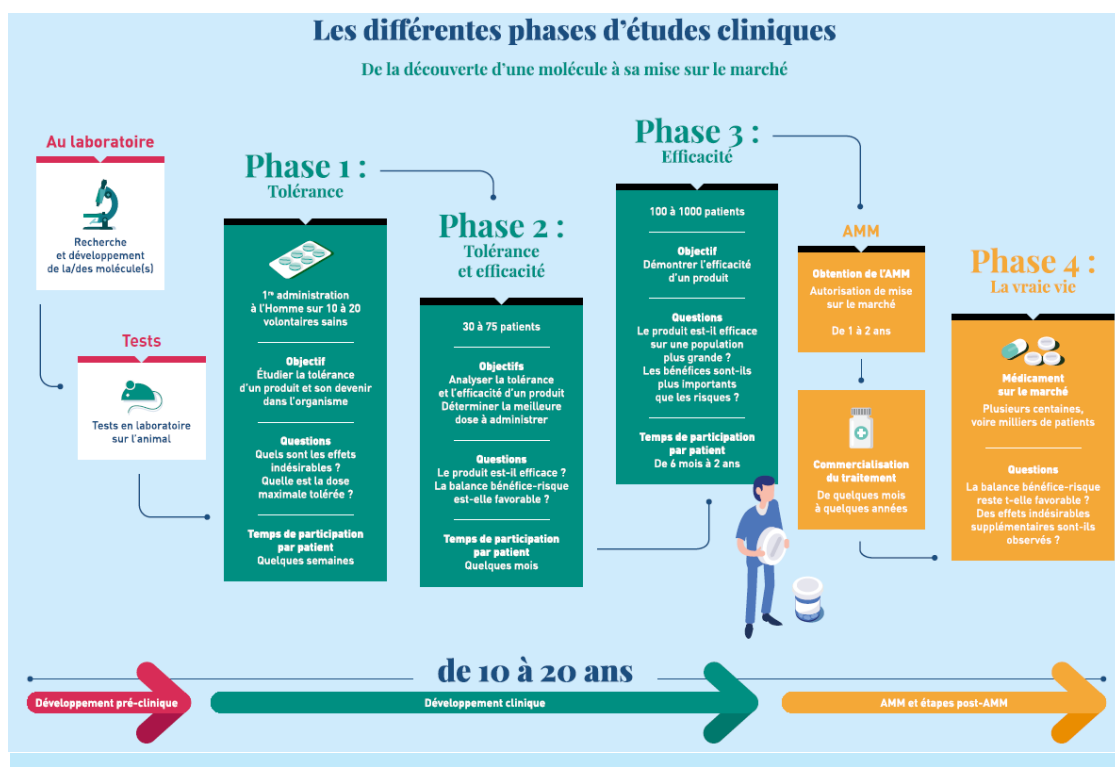 Les différentes phases d'études cliniques
De la découverte d'une molécule à sa mise sur le marché
Au laboratoire
Recherche
et développement
de la/des molécule(s)
Tests
Tests en laboratoire
sur l'animal
Phase 1 :
Tolérance
1re administration
à l'Homme sur 10 à 20
volontaires sains
Objectif
Étudier la tolérance
d'un produit et son devenir
dans l'organisme
Questions
Quels sont les effets
indésirables ?
Quelle est la dose
maximale tolérée ?
Temps de participation
par patient
Quelques semaines
Phase 2 :
Tolérance
et efficacité
30 à 75 patients
Objectifs
Analyser la tolérance
et l'efficacité d'un produit
Déterminer la meilleure
dose à administrer
Questions
Le produit est-il efficace ?
La balance bénéfice-risque
est-elle favorable ?
Temps de participation
par patient
Quelques mois
Phase 3 :
Efficacité
100 à 1000 patients
Objectif
Démontrer l'efficacité
d'un produit
Questions
Le produit est-il efficace
sur une population
plus grande ?
Les bénéfices sont-ils
plus importants
que les risques ?
Temps de participation
par patient
De 6 mois à 2 ans
AMM
Obtention de l'AMM
Autorisation de mise
sur le marché
De 1 à 2 ans
Commercialisation
du traitement
De quelques mois
à quelques années
Phase 4 :
La vraie vie
Médicament
sur le marché
Plusieurs centaines,
voire milliers de patients
Questions
La balance bénéfice-risque
reste t-elle favorable ?
Des effets indésirables
supplémentaires sont-ils
observés ?
de 10 à 20 ans
Développement pré-clinique
Développement clinique
AMM et étapes post-AMM